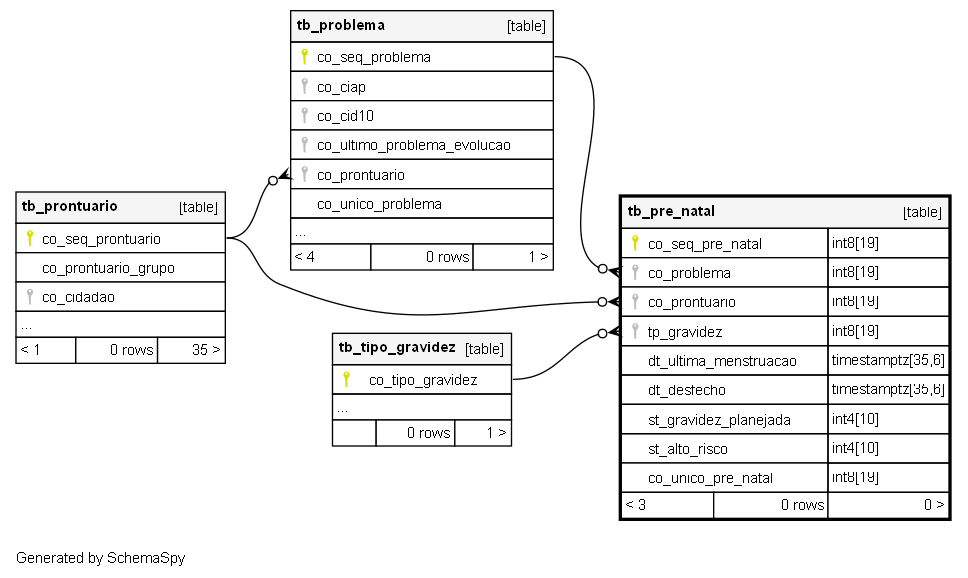 tb_problema [table]
co_seq_problema
co_ciap
co_cid10
co_ultimo_problema_evolucao
co_prontuario
co_unico_problema
...
< 4 0 rows 1 >
tb_prontuario [table]
co_seq_prontuario
co_prontuario_grupo
co_cidadao
...
< 1 0 rows 35 >
tb_tipo_gravidez [table]
co_tipo_gravidez
...
0 rows 1 >
tb_pre_natal [table]
co_seq_pre_natal int8[19]
co_problema int8[19]
co_prontuario int8[19]
tp_gravidez int8[19]
dt_ultima_menstruacao timestamptz[35,6]
dt_desfecho timestamptz[35,6]
st_gravidez_planejada int4[10]
st_alto_risco int4[10]
co_unico_pre_natal int8[19]
< 3 0 rows 0 >
Generated by SchemaSpy